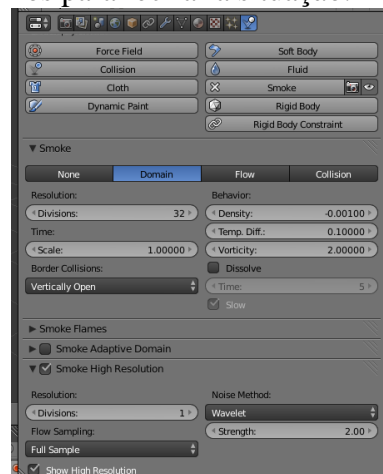 Force Field Soft Body
Collision Fluid
Cloth Smoke
Dynamic Paint Rigid Body
Rigid Body Constraint
Smoke
None Domain Flow Collision
Resolution: Behavior:
Divisions: 32 Density: -0.00100
Time: Temp. Diff.: 0.10000
Scale: 1.00000 Vorticity: 2.00000
Border Collisions: Dissolve
Vertically Open Time: 5
Slow
Smoke Flames
Smoke Adaptive Domain
Smoke High Resolution
Resolution: Noise Method:
Divisions: 1 Wavelet
Flow Sampling: Strength: 2.00
Full Sample
Show High Resolution